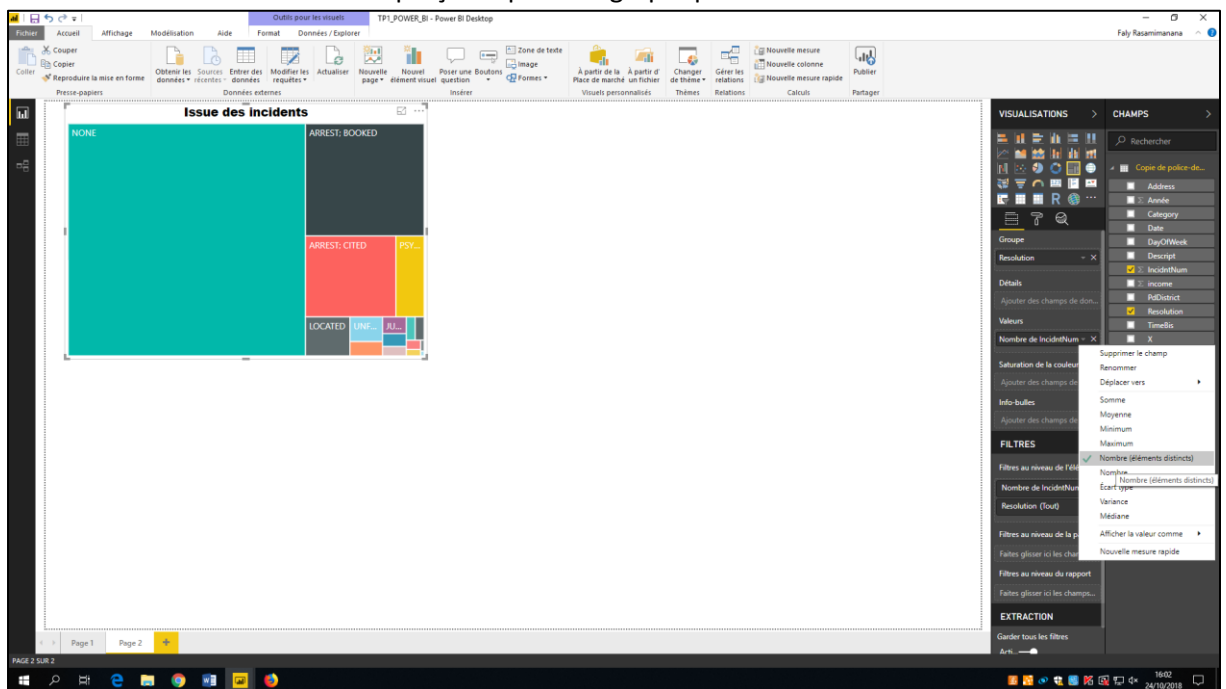 Outils pour les visuels
TP1_POWER_BI - Power BI Desktop
Fichier Accueil Affichage Modélisation Aide Format Données / Explorer
Faly Rasamimanana
Coller
Couper
Copier
Reproduire la mise en forme
Presse-papiers
Obtenir les données
Sources récentes
Entrer des données
Modifier les requêtes
Actualiser
Données externes
Nouvelle page
Nouvel élément visuel
Poser une question
Boutons
Zone de texte
Image
Formes
Insérer
À partir de la Place de marché
À partir d' un fichier
Visuels personnalisés
Changer de thème
Thèmes
Gérer les relations
Relations
Nouvelle mesure
Nouvelle colonne
Nouvelle mesure rapide
Calculs
Publier
Partager
Issue des incidents
NONE
ARREST; BOOKED
ARREST; CITED
PSY...
LOCATED
UNF...
JU...
VISUALISATIONS
Groupe
Resolution
Détails
Ajouter des champs de don...
Valeurs
Nombre de IncidntNum
Saturation de la couleur
Ajouter des champs de
Info-bulles
Ajouter des champs de
FILTRES
Filtres au niveau de l'élé
Nombre de IncidntNum
Resolution (Tout)
Filtres au niveau de la p
Faites glisser ici les char
Filtres au niveau du rapport
Faites glisser ici les champs...
EXTRACTION
Garder tous les filtres
CHAMPS
Rechercher
Copie de police-de...
Address
Année
Category
Date
DayOfWeek
Descript
IncidntNum
income
PdDistrict
Resolution
TimeBis
X
Supprimer le champ
Renommer
Déplacer vers
Somme
Moyenne
Minimum
Maximum
Nombre (éléments distincts)
Nombre
Nombre (éléments distincts)
Écart type
Variance
Médiane
Afficher la valeur comme
Nouvelle mesure rapide
Page 1
Page 2
PAGE 2 SUR 2
16:02
24/10/2018